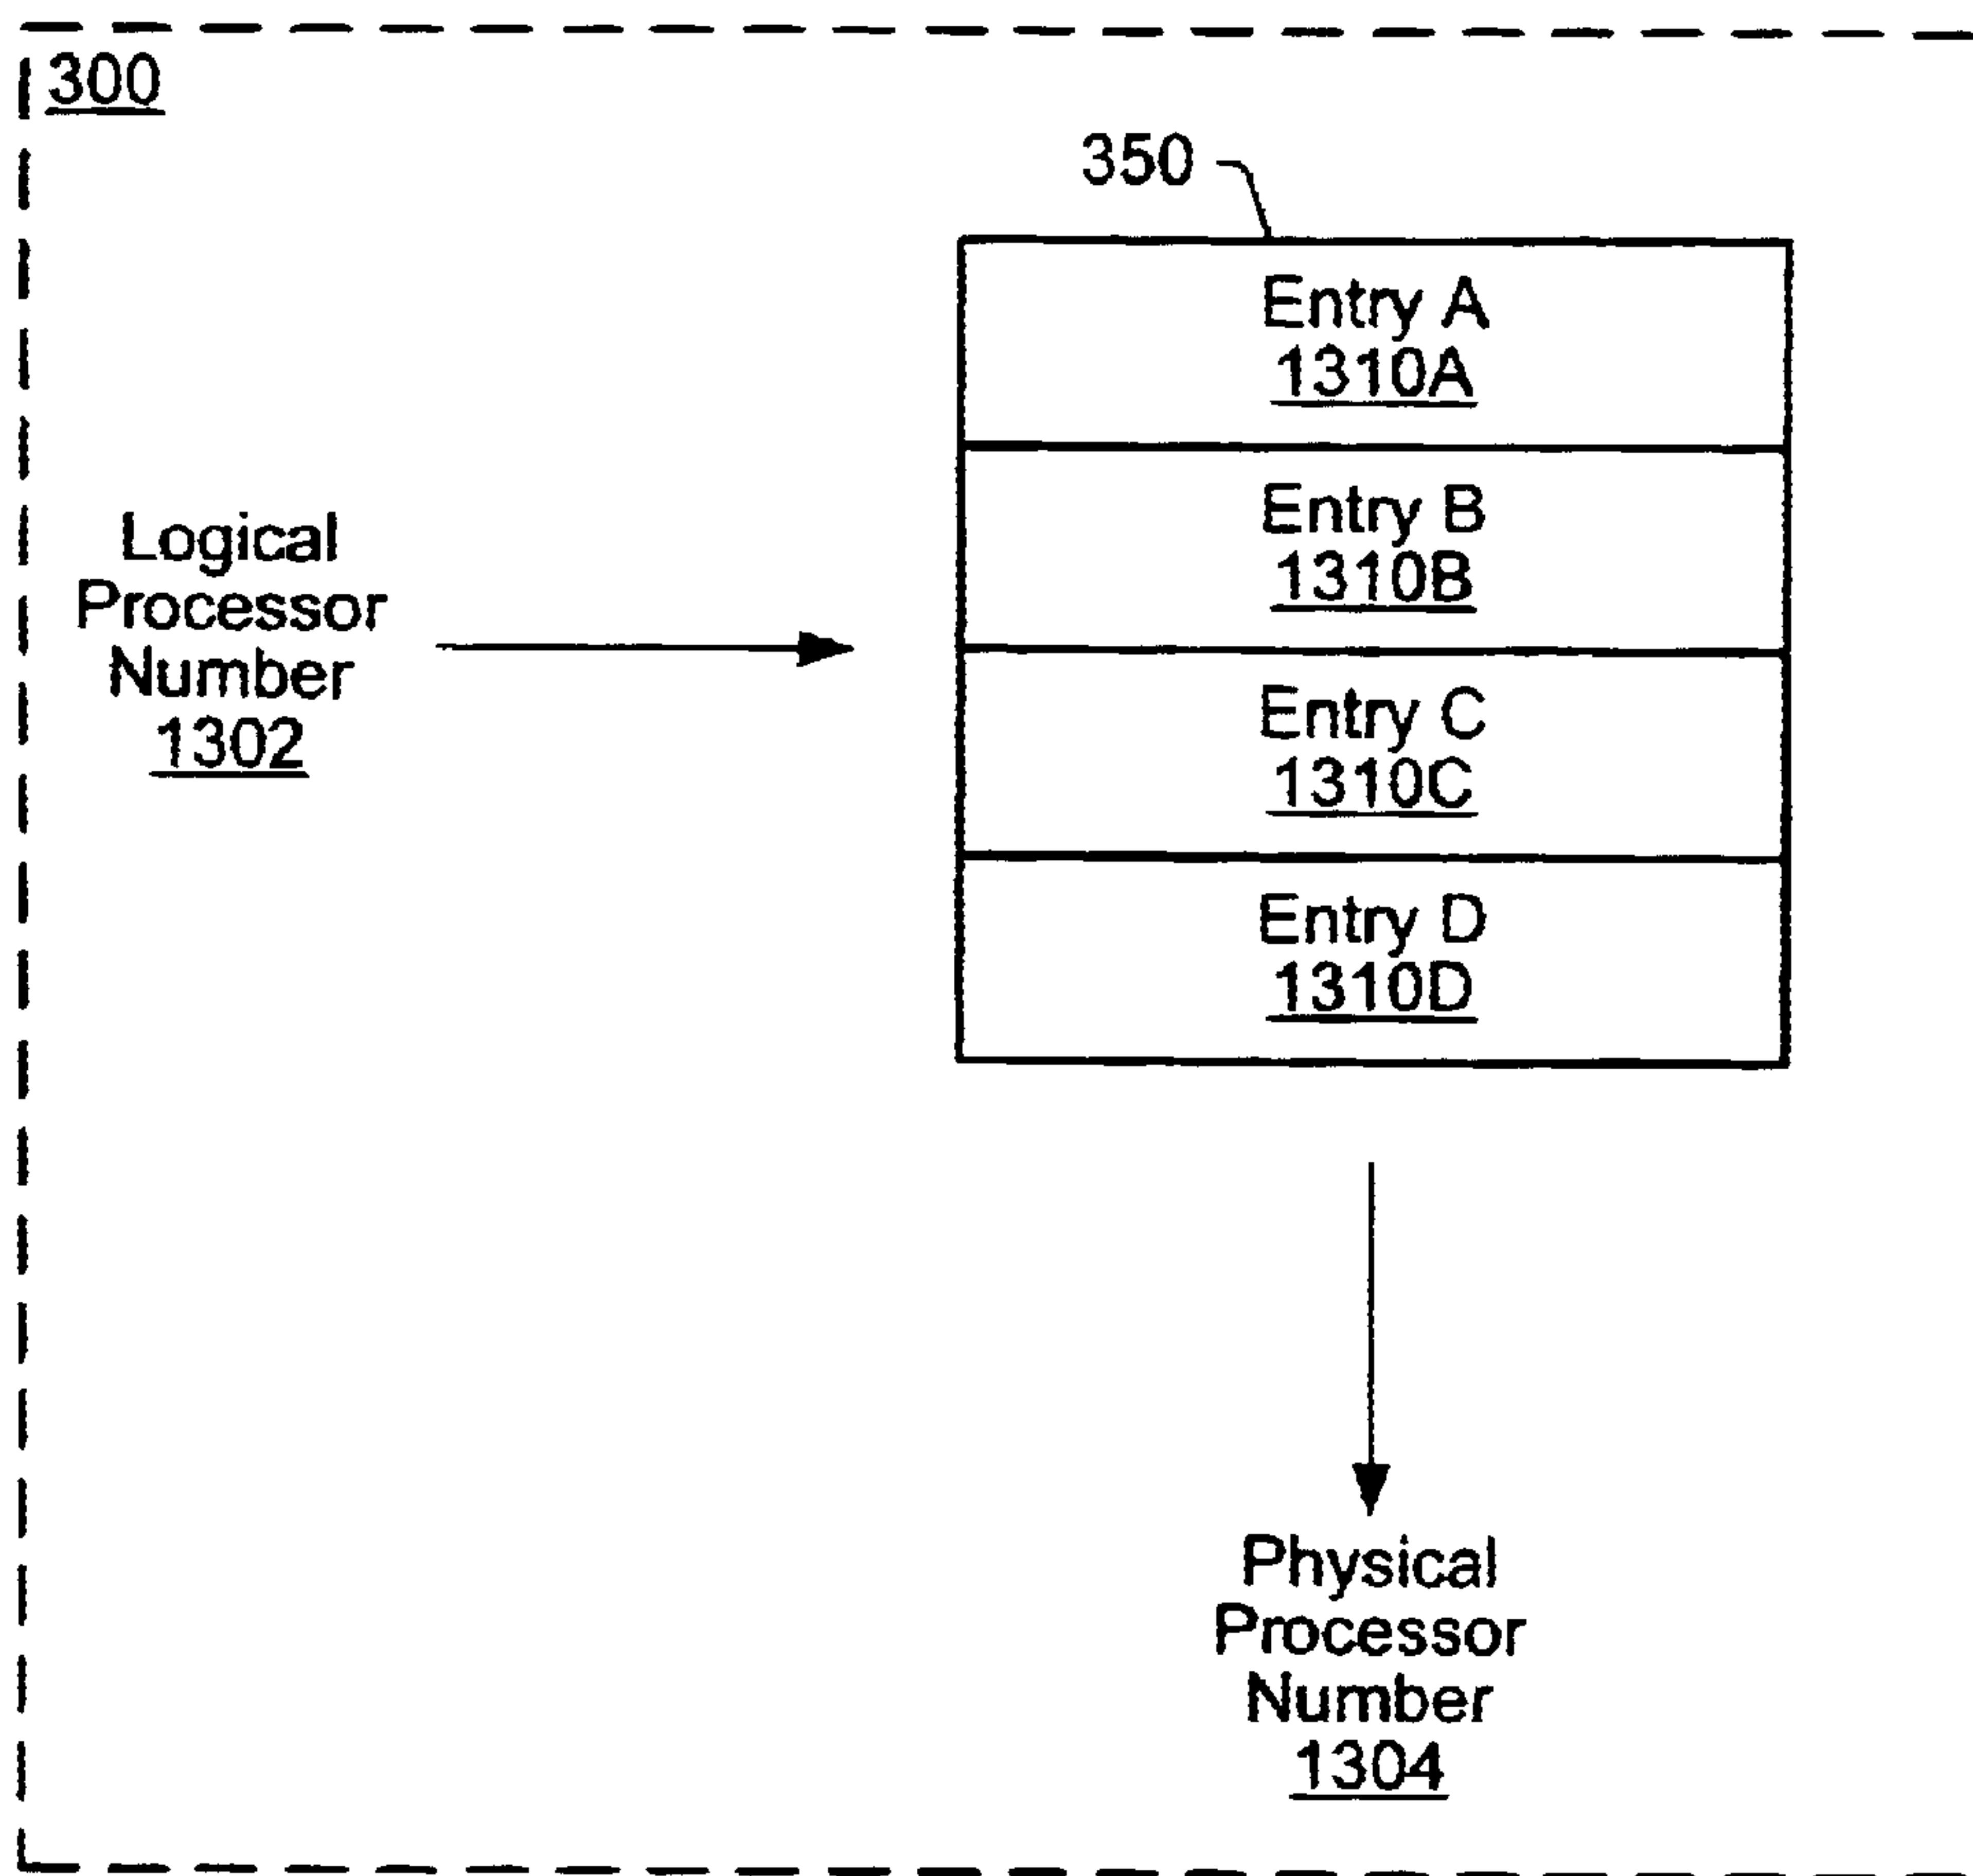 300
350
Entry A
1310A
Entry B
1310B
Logical
Processor
Number
1302
Entry C
1310C
Entry D
1310D
Physical
Processor
Number
1304